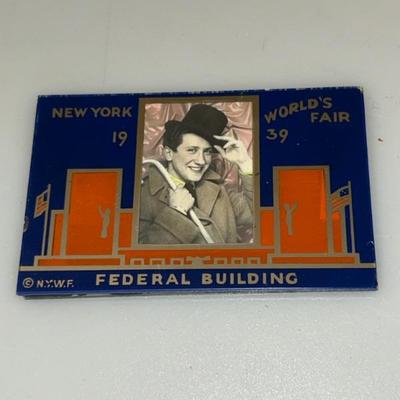 NEW YORK WORLD'S
19 39 FAIR
© N.Y.W.F. FEDERAL BUILDING